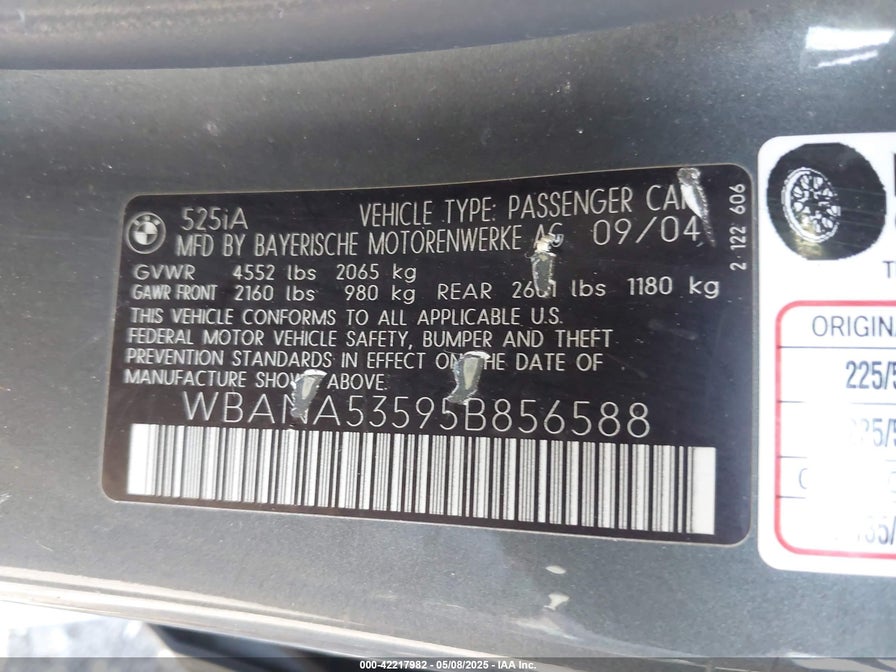 BMW
525iA
VEHICLE TYPE: PASSENGER CAR
MFD BY BAYERISCHE MOTORENWERKE AG 09/04
GVWR 4552 lbs 2065 kg
GAWR FRONT 2160 lbs 980 kg REAR lbs 1180 kg
THIS VEHICLE CONFORMS TO ALL APPLICABLE U.S.
FEDERAL MOTOR VEHICLE SAFETY, BUMPER AND THEFT
PREVENTION STANDARDS IN EFFECT ON THE DATE OF
MANUFACTURE SHOWN ABOVE.
WBANA53595B856588
2 122 606
ORIGINA
225/5
000-42217982 - 05/08/2025 - IAA Inc.